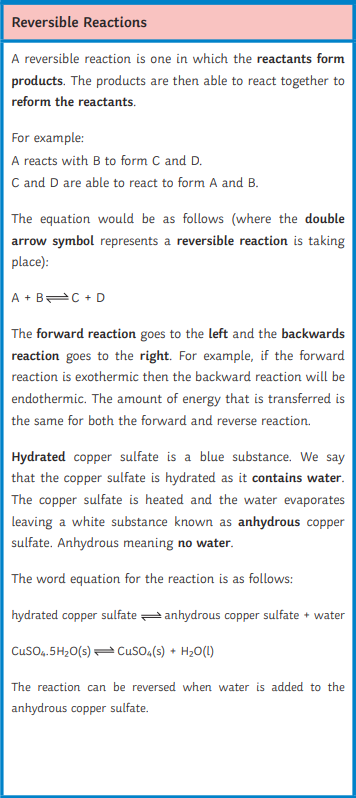 Reversible Reactions
A reversible reaction is one in which the reactants form
products. The products are then able to react together to
reform the reactants.
For example:
A reacts with B to form C and D.
C and D are able to react to form A and B.
The equation would be as follows (where the double
arrow symbol represents a reversible reaction is taking
place):
A + B ⇌ C + D
The forward reaction goes to the left and the backwards
reaction goes to the right. For example, if the forward
reaction is exothermic then the backward reaction will be
endothermic. The amount of energy that is transferred is
the same for both the forward and reverse reaction.
Hydrated copper sulfate is a blue substance. We say
that the copper sulfate is hydrated as it contains water.
The copper sulfate is heated and the water evaporates
leaving a white substance known as anhydrous copper
sulfate. Anhydrous meaning no water.
The word equation for the reaction is as follows:
hydrated copper sulfate ⇌ anhydrous copper sulfate + water
CuSO₄.5H₂O(s) ⇌ CuSO₄(s) + H₂O(l)
The reaction can be reversed when water is added to the
anhydrous copper sulfate.